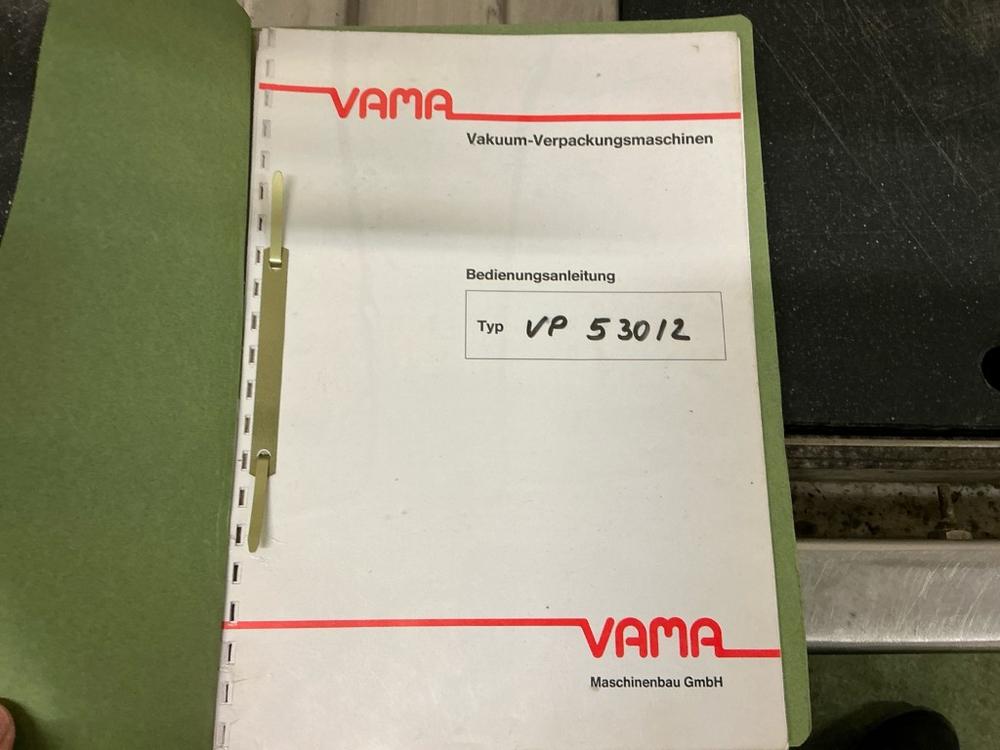 VAMA
Vakuum-Verpackungsmaschinen
Bedienungsanleitung
Typ VP 53012
VAMA
Maschinenbau GmbH